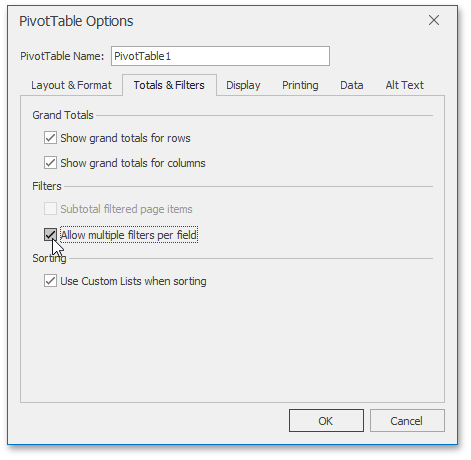 PivotTable Options
PivotTable Name: PivotTable1
Layout & Format Totals & Filters Display Printing Data Alt Text
Grand Totals
Show grand totals for rows
Show grand totals for columns
Filters
Subtotal filtered page items
Allow multiple filters per field
Sorting
Use Custom Lists when sorting
OK Cancel